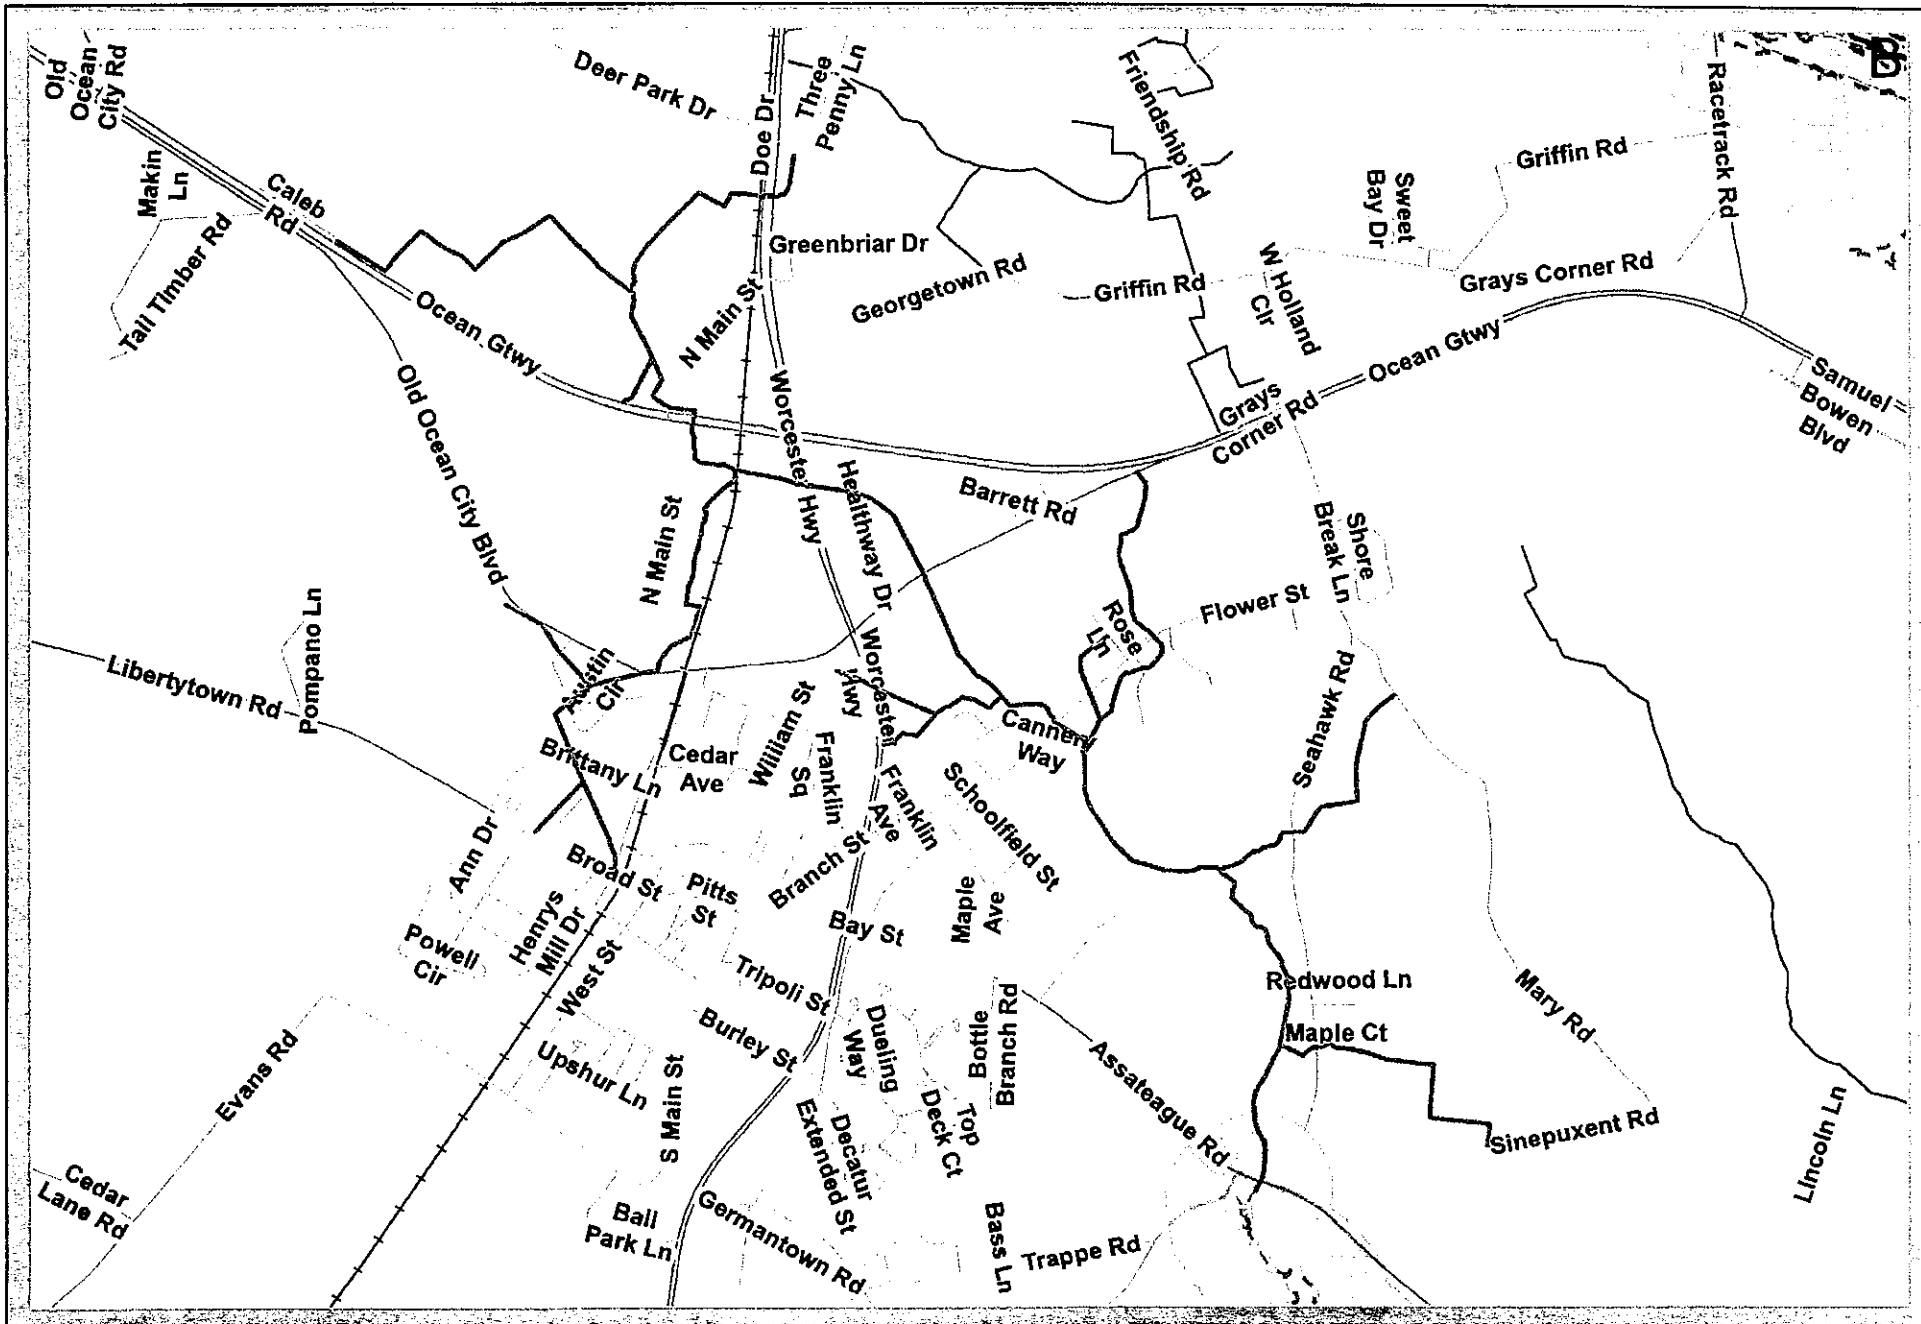 Old
Ocean
City Rd
Deer Park Dr
Doe Dr
Three
Penny Ln
Friendship Rd
Racetrack Rd
Griffin Rd
Sweet
Bay Dr
Makin
Ln
Caleb
Rd
Tall Timber Rd
Greenbriar Dr
Georgetown Rd
Griffin Rd
W Holland
Cir
Grays Corner Rd
Ocean Gtwy
N Main St
Ocean Gtwy
Samuel
Bowen
Blvd
Old Ocean City Blvd
Worcester Hwy
Grays
Corner Rd
Healthway Dr
Barrett Rd
N Main St
Shore
Break Ln
Flower St
Rose
Ln
Pompano Ln
Libertytown Rd
Austin
Cir
Worcester
Hwy
William St
Seahawk Rd
Cannery
Way
Brittany Ln
Cedar
Ave
Franklin
Sq
Franklin
Ave
Schoolfield St
Ann Dr
Broad St
Pitts
St
Branch St
Maple
Ave
Bay St
Henrys
Mill Dr
Powell
Cir
West St
Tripoli St
Redwood Ln
Mary Rd
Maple Ct
Burley St
Dueling
Way
Bottle
Branch Rd
Evans Rd
Upshur Ln
S Main St
Assateague Rd
Top
Deck Ct
Decatur
Extended St
Sinepuxent Rd
Lincoln Ln
Cedar
Lane Rd
Ball
Park Ln
Germantown Rd
Bass Ln
Trappe Rd